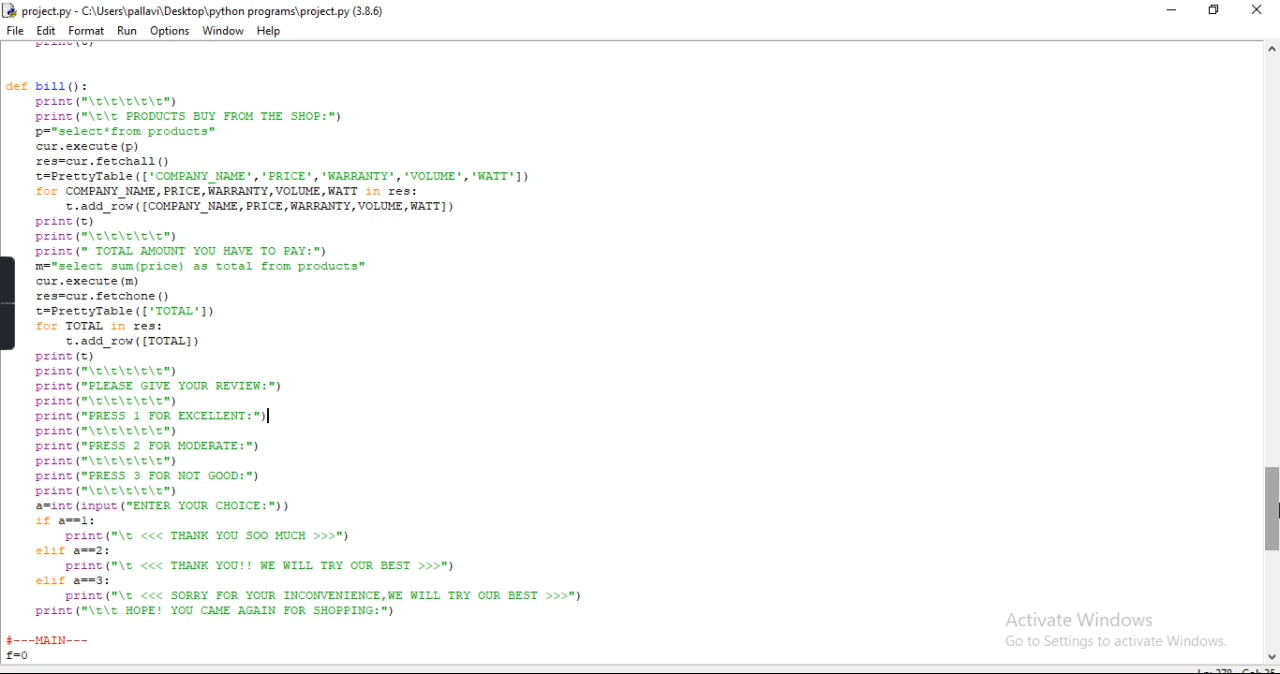 project.py - C:\Users\pallavi\Desktop\python programs\project.py (3.8.6)
File Edit Format Run Options Window Help
print(t)
def bill():
    print("\t\t\t\t\t")
    print("\t\t PRODUCTS BUY FROM THE SHOP:")
    p="select*from products"
    cur.execute(p)
    res=cur.fetchall()
    t=PrettyTable(['COMPANY_NAME','PRICE','WARRANTY','VOLUME','WATT'])
    for COMPANY_NAME,PRICE,WARRANTY,VOLUME,WATT in res:
        t.add_row([COMPANY_NAME,PRICE,WARRANTY,VOLUME,WATT])
    print(t)
    print("\t\t\t\t\t")
    print(" TOTAL AMOUNT YOU HAVE TO PAY:")
    m="select sum(price) as total from products"
    cur.execute(m)
    res=cur.fetchone()
    t=PrettyTable(['TOTAL'])
    for TOTAL in res:
        t.add_row([TOTAL])
    print(t)
    print("\t\t\t\t\t")
    print("PLEASE GIVE YOUR REVIEW:")
    print("\t\t\t\t\t")
    print("PRESS 1 FOR EXCELLENT:")
    print("\t\t\t\t\t")
    print("PRESS 2 FOR MODERATE:")
    print("\t\t\t\t\t")
    print("PRESS 3 FOR NOT GOOD:")
    print("\t\t\t\t\t")
    a=int(input("ENTER YOUR CHOICE:"))
    if a==1:
        print("\t <<< THANK YOU SOO MUCH >>>")
    elif a==2:
        print("\t <<< THANK YOU!! WE WILL TRY OUR BEST >>>")
    elif a==3:
        print("\t <<< SORRY FOR YOUR INCONVENIENCE,WE WILL TRY OUR BEST >>>")
    print("\t\t HOPE! YOU CAME AGAIN FOR SHOPPING:")
#---MAIN---
f=0
Activate Windows
Go to Settings to activate Windows.